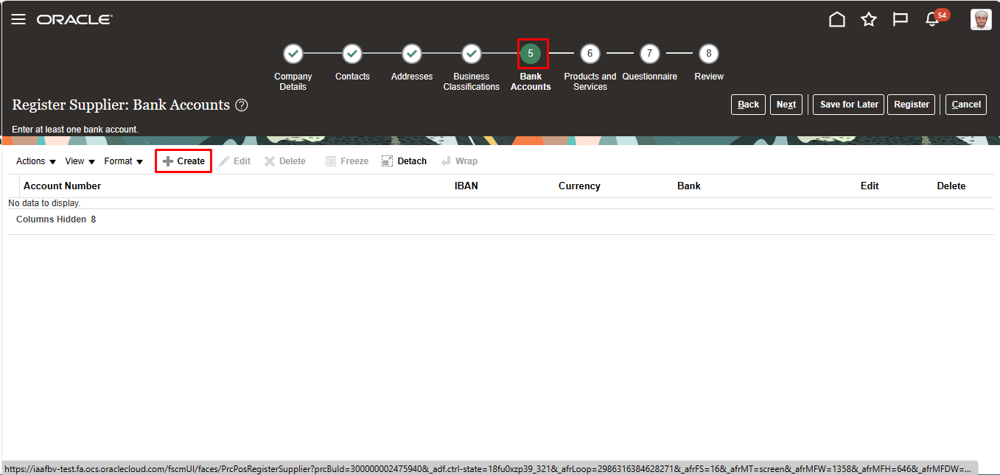 ORACLE
54
5 6 7 8
Company Details Contacts Addresses Business Classifications Bank Accounts Products and Services Questionnaire Review
Register Supplier: Bank Accounts ?
Back Next Save for Later Register Cancel
Enter at least one bank account.
Actions View Format Create Edit Delete Freeze Detach Wrap
Account Number IBAN Currency Bank Edit Delete
No data to display.
Columns Hidden 8
https://iaafbv-test.fa.ocs.oraclecloud.com/fscmUI/faces/PrcPosRegisterSupplier?prcBuId=300000002475940&_adf.ctrl-state=18fu0xzp39_321&_afrLoop=2986316384628271&_afrFS=16&_afrMT=screen&_afrMFW=1358&_afrMFH=646&_afrMFDW=...